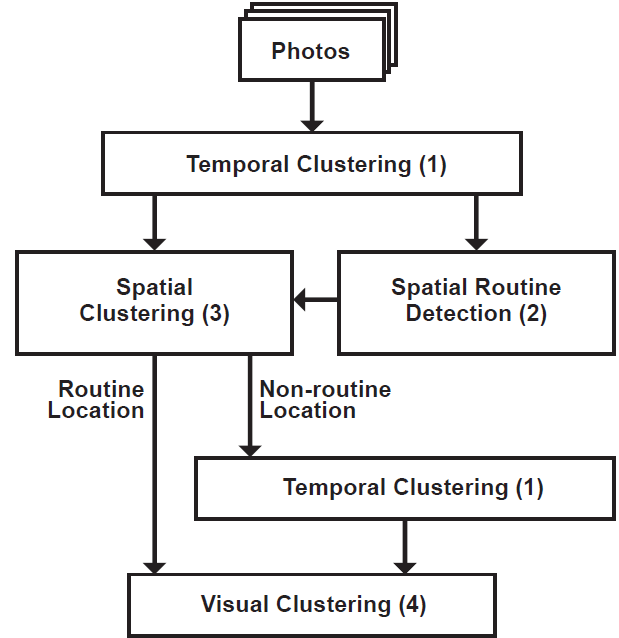 Photos
Temporal Clustering (1)
Spatial
Clustering (3)
Spatial Routine
Detection (2)
Routine
Location
Non-routine
Location
Temporal Clustering (1)
Visual Clustering (4)